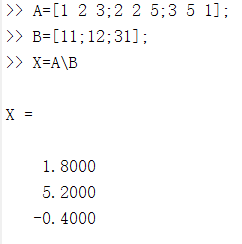 >> A=[1 2 3;2 2 5;3 5 1];
>> B=[11;12;31];
>> X=A\B
X =
1.8000
5.2000
-0.4000